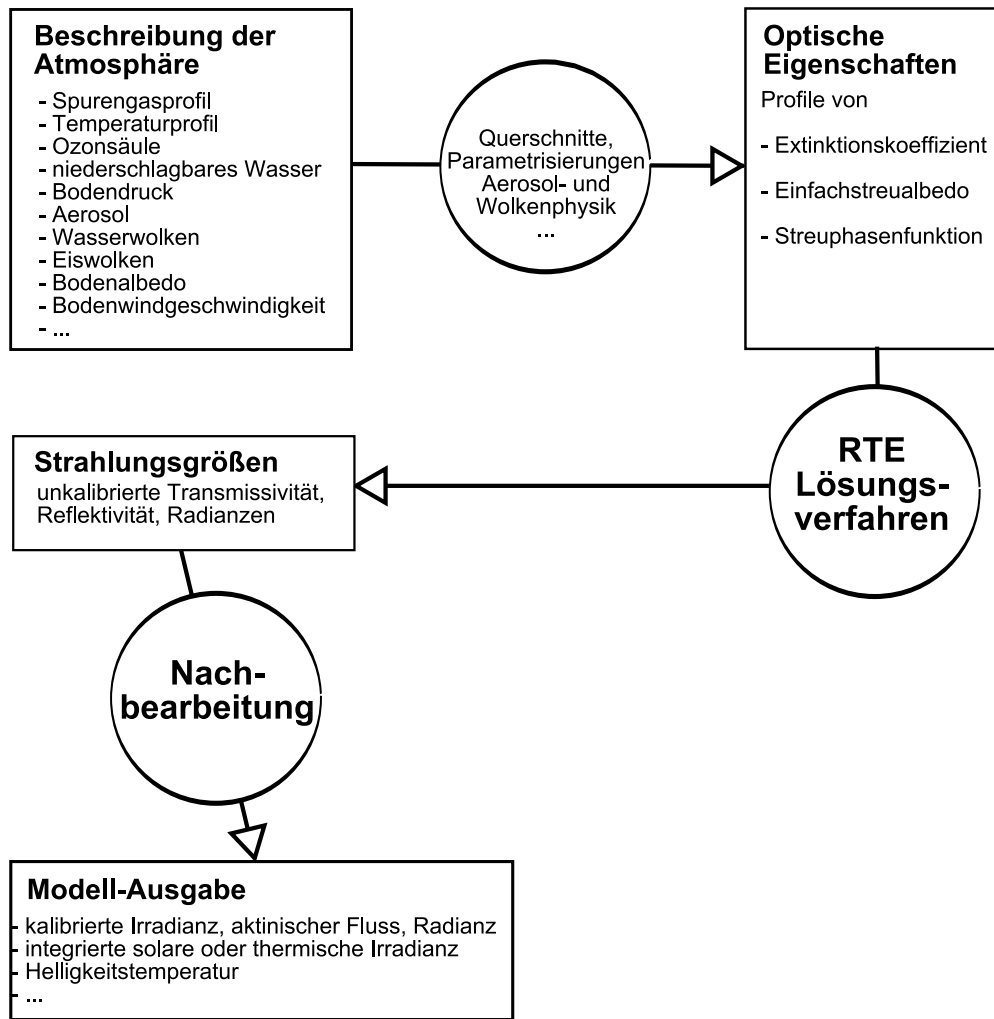 Beschreibung der
Atmosphäre
- Spurengasprofil
- Temperaturprofil
- Ozonsäule
- niederschlagbares Wasser
- Bodendruck
- Aerosol
- Wasserwolken
- Eiswolken
- Bodenalbedo
- Bodenwindgeschwindigkeit
- ...
Querschnitte,
Parametrisierungen
Aerosol- und
Wolkenphysik
...
Optische
Eigenschaften
Profile von
- Extinktionskoeffizient
- Einfachstreualbedo
- Streuphasenfunktion
RTE
Lösungs-
verfahren
Strahlungsgrößen
unkalibrierte Transmissivität,
Reflektivität, Radianzen
Nach-
bearbeitung
Modell-Ausgabe
- kalibrierte Irradianz, aktinischer Fluss, Radianz
- integrierte solare oder thermische Irradianz
- Helligkeitstemperatur
- ...